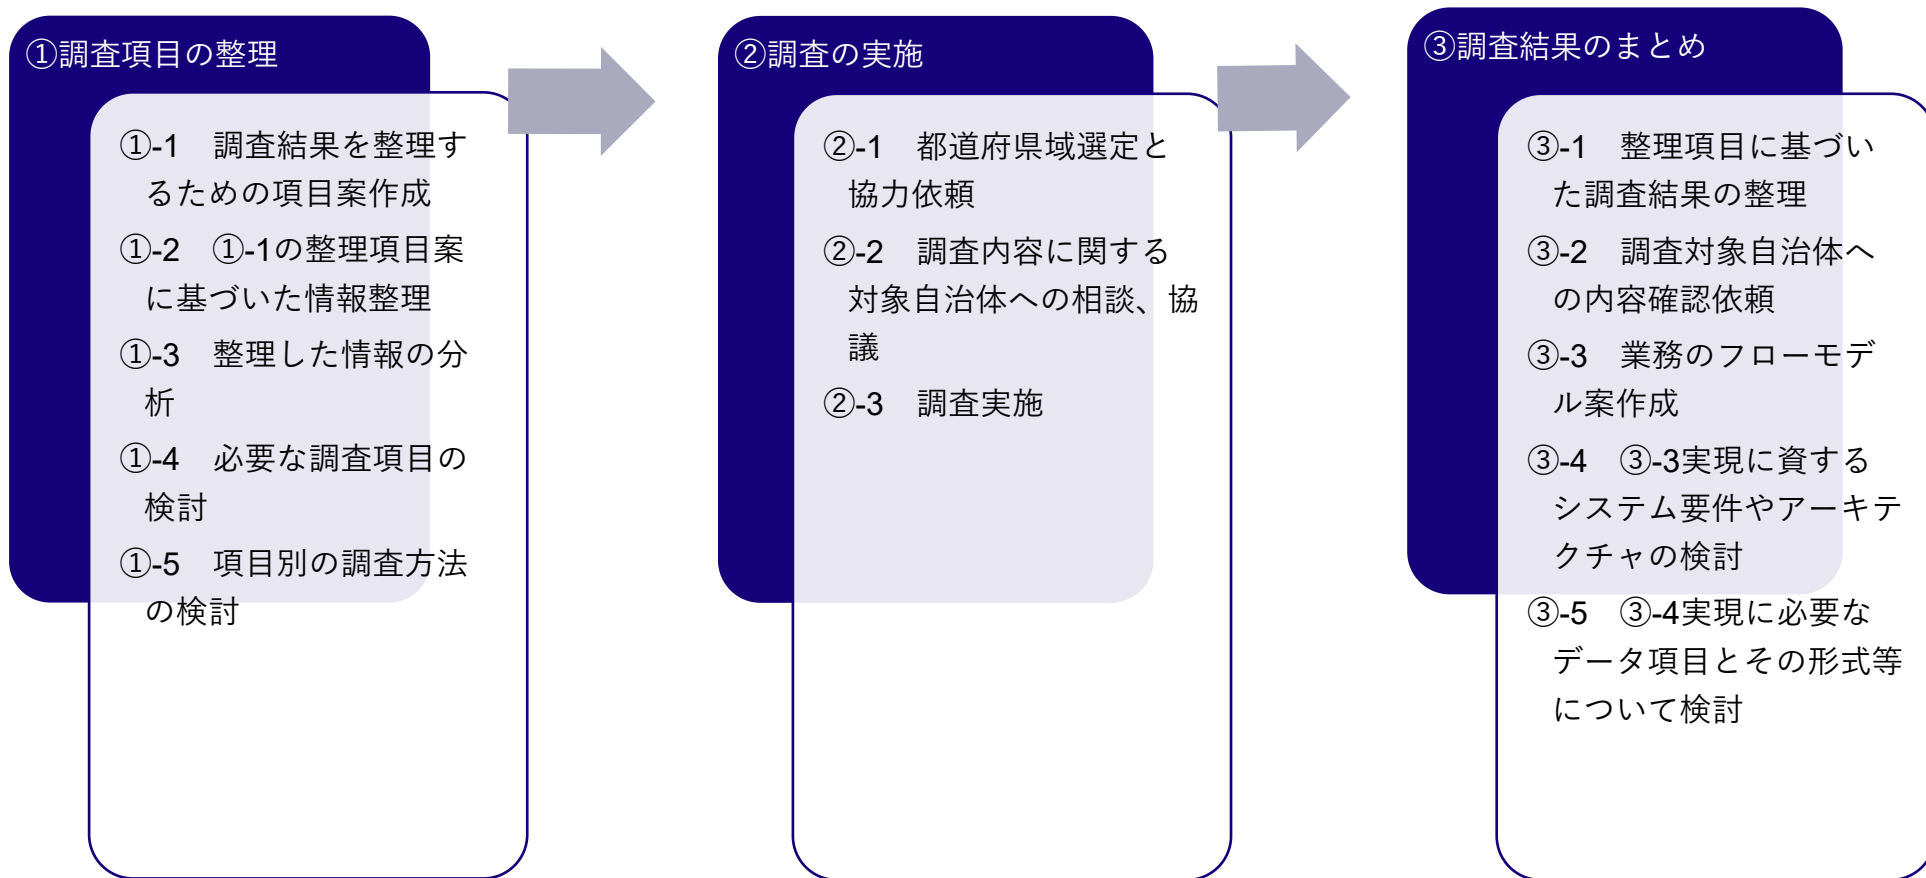 ①調査項目の整理
①-1　調査結果を整理す
るための項目案作成
①-2　①-1の整理項目案
に基づいた情報整理
①-3　整理した情報の分
析
①-4　必要な調査項目の
検討
①-5　項目別の調査方法
の検討
②調査の実施
②-1　都道府県域選定と
協力依頼
②-2　調査内容に関する
対象自治体への相談、協
議
②-3　調査実施
③調査結果のまとめ
③-1　整理項目に基づい
た調査結果の整理
③-2　調査対象自治体へ
の内容確認依頼
③-3　業務のフローモデ
ル案作成
③-4　③-3実現に資する
システム要件やアーキテ
クチャの検討
③-5　③-4実現に必要な
データ項目とその形式等
について検討